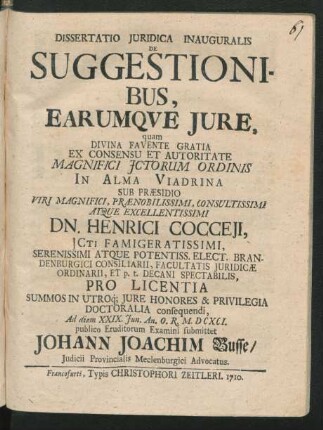 61
DISSERTATIO JURIDICA INAUGURALIS
DE
SUGGESTIONI-
BUS,
EARUMQVE JURE,
quam
DIVINA FAVENTE GRATIA
EX CONSENSU ET AUTORITATE
MAGNIFICI JCTORUM ORDINIS
IN ALMA VIADRINA
SUB PRÆSIDIO
VIRI MAGNIFICI, PRÆNOBILISSIMI, CONSULTISSIMI
ATQUE EXCELLENTISSIMI
DN. HENRICI COCCEJI,
JCTI FAMIGERATISSIMI,
SERENISSIMI ATQUE POTENTISS. ELECT. BRAN-
DENBURGICI CONSILIARII, FACULTATIS JURIDICÆ
ORDINARII, ET p. t. DECANI SPECTABILIS,
PRO LICENTIA
SUMMOS IN UTROq; JURE HONORES & PRIVILEGIA
DOCTORALIA consequendi,
Ad diem XXIX. Jun. An. O. R. M. DCXCI.
publico Eruditorum Examini submittet
JOHANN JOACHIM Busse/
Judicii Provincialis Meclenburgici Advocatus.
Francofurti, Typis CHRISTOPHORI ZEITLERI. 1710.